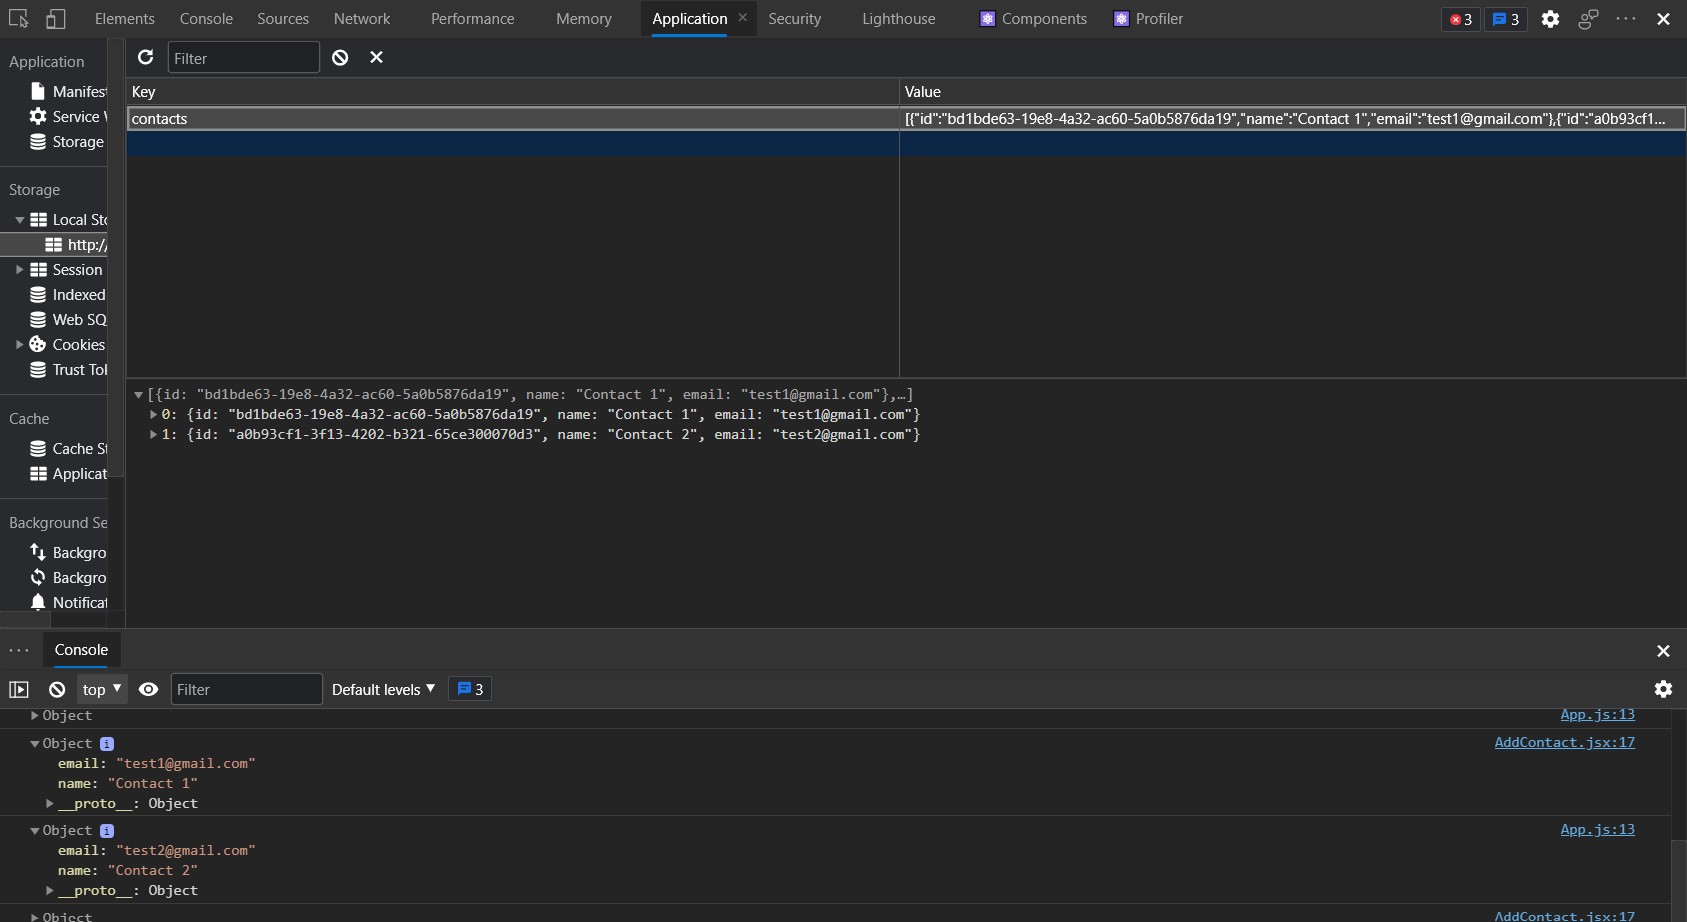 Elements Console Sources Network Performance Memory Application × Security Lighthouse Components Profiler 3 3 ··· ×
Application
Manifest
Service W
Storage
Storage
Local Sto
http:/
Session
Indexed
Web SQ
Cookies
Trust Tok
Cache
Cache St
Applicat
Background Se
Backgro
Backgro
Notificat
Filter
Key Value
contacts [{"id":"bd1bde63-19e8-4a32-ac60-5a0b5876da19","name":"Contact 1","email":"test1@gmail.com"},{"id":"a0b93cf1...
[{id: "bd1bde63-19e8-4a32-ac60-5a0b5876da19", name: "Contact 1", email: "test1@gmail.com"},…]
0: {id: "bd1bde63-19e8-4a32-ac60-5a0b5876da19", name: "Contact 1", email: "test1@gmail.com"}
1: {id: "a0b93cf1-3f13-4202-b321-65ce300070d3", name: "Contact 2", email: "test2@gmail.com"}
··· Console ×
top Filter Default levels 3
Object App.js:13
Object i AddContact.jsx:17
email: "test1@gmail.com"
name: "Contact 1"
__proto__: Object
Object i App.js:13
email: "test2@gmail.com"
name: "Contact 2"
__proto__: Object
Object AddContact.jsx:17